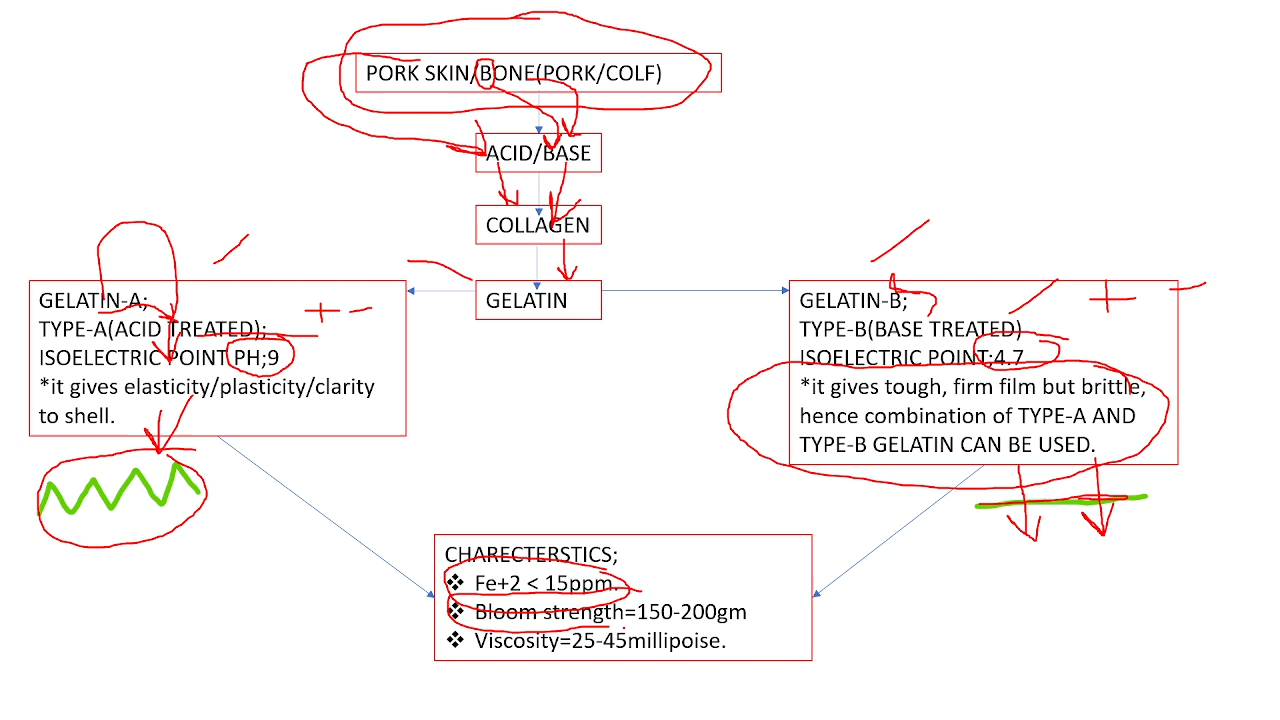 PORK SKIN/BONE(PORK/COLF)
ACID/BASE
COLLAGEN
GELATIN
GELATIN-A;
TYPE-A(ACID TREATED);
ISOELECTRIC POINT PH;9
*it gives elasticity/plasticity/clarity
to shell.
+ -
GELATIN-B;
TYPE-B(BASE TREATED)
ISOELECTRIC POINT;4.7
*it gives tough, firm film but brittle,
hence combination of TYPE-A AND
TYPE-B GELATIN CAN BE USED.
+ -
CHARECTERSTICS;
❖ Fe+2 < 15ppm.
❖ Bloom strength=150-200gm
❖ Viscosity=25-45millipoise.